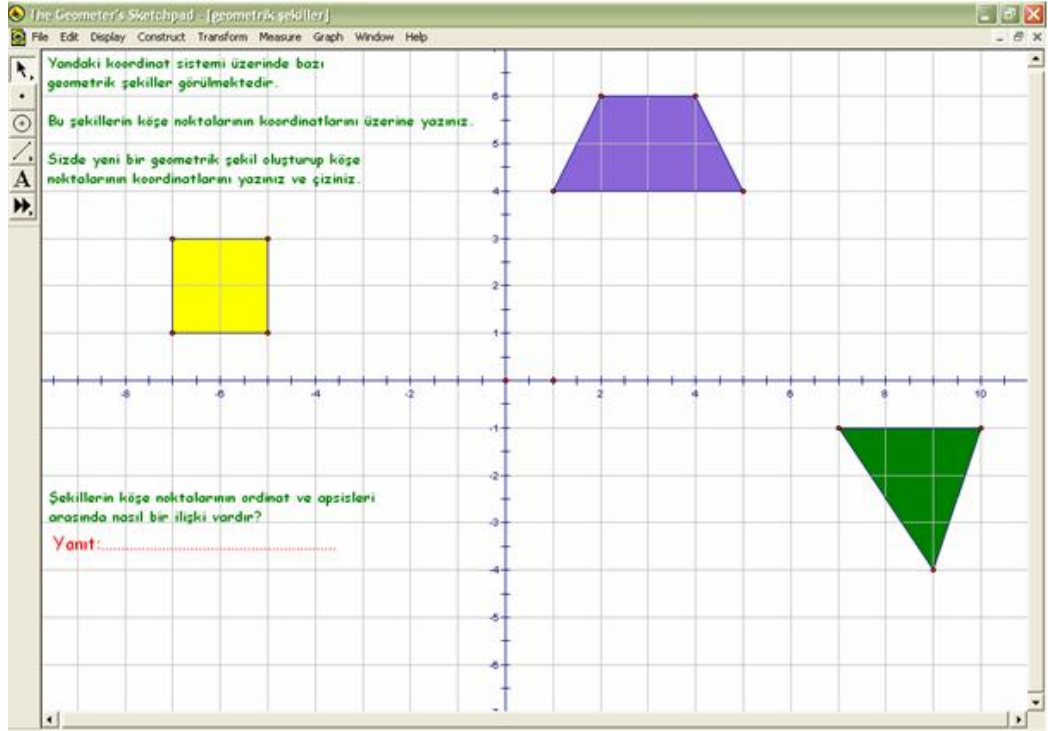 The Geometer's Sketchpad - [geometrik şekiller]
File Edit Display Construct Transform Measure Graph Window Help
Yandaki koordinat sistemi üzerinde bazı
geometrik şekiller görülmektedir.
Bu şekillerin köşe noktalarının koordinatlarını üzerine yazınız.
Sizde yeni bir geometrik şekil oluşturup köşe
noktalarının koordinatlarını yazınız ve çiziniz.
A
6
5
4
3
2
1
-8 -6 -4 -2 2 4 6 8 10
-1
-2
-3
-4
-5
-6
Şekillerin köşe noktalarının ordinat ve apsisleri
arasında nasıl bir ilişki vardır?
Yanıt:......................................................